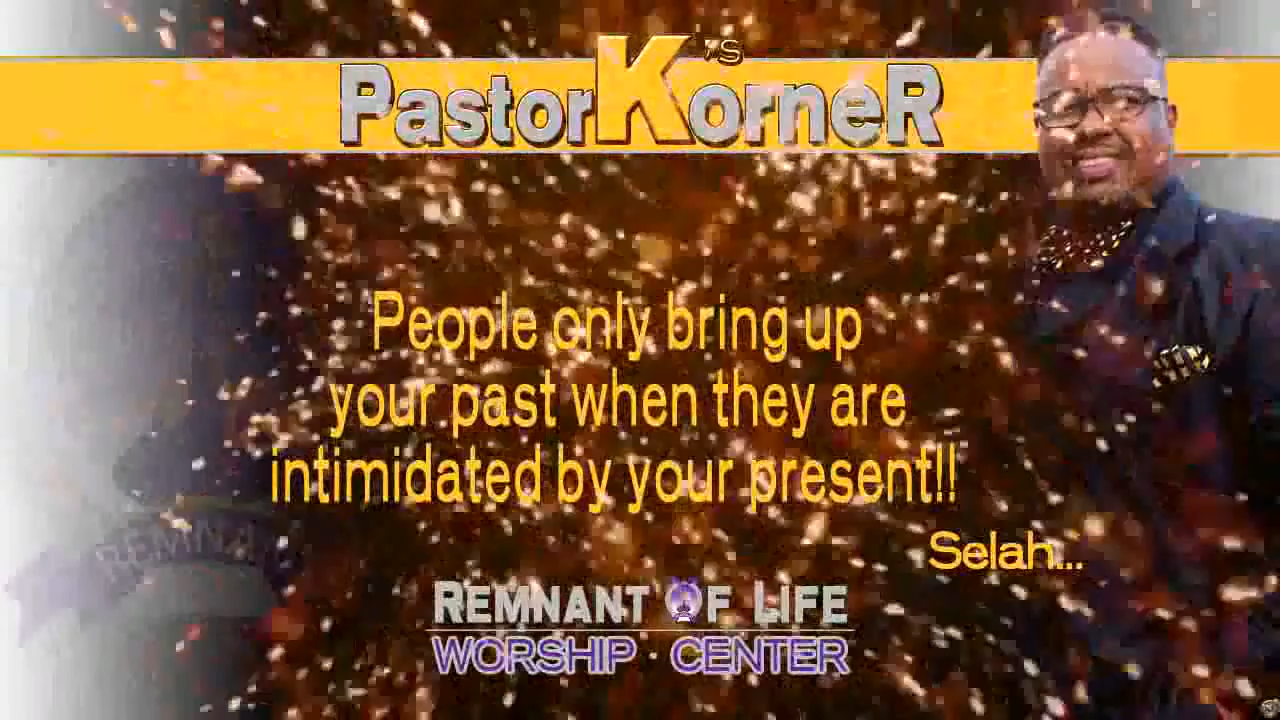 Pastor K's KorneR
People only bring up
your past when they are
intimidated by your present!!
Selah...
REMNANT OF LIFE
WORSHIP • CENTER
REMNA